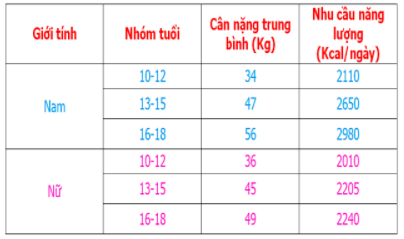 Giới tính Nhóm tuổi Cân nặng trung bình (Kg) Nhu cầu năng lượng (Kcal/ngày)
Nam
10-12 34 2110
13-15 47 2650
16-18 56 2980
Nữ
10-12 36 2010
13-15 45 2205
16-18 49 2240